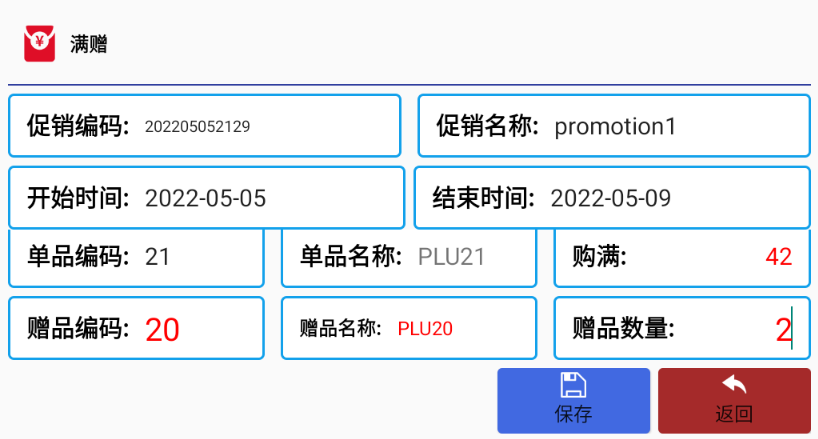 ¥
满赠
促销编码: 202205052129
促销名称: promotion1
开始时间: 2022-05-05
结束时间: 2022-05-09
单品编码: 21
单品名称: PLU21
购满: 42
赠品编码: 20
赠品名称: PLU20
赠品数量: 2
保存
返回